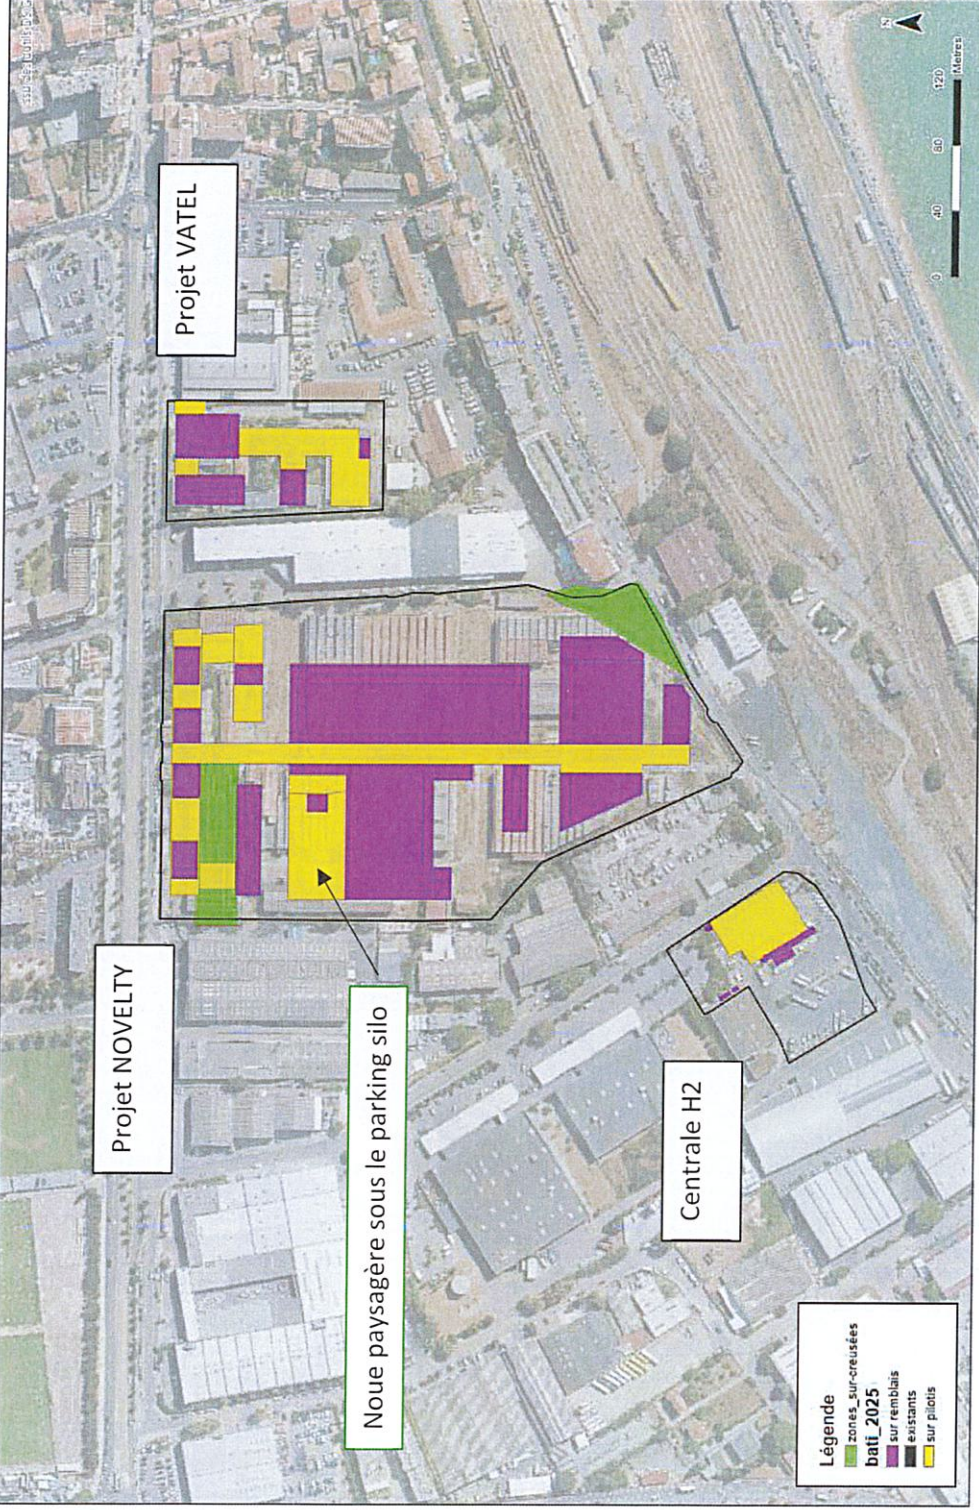 Projet VATEL
Projet NOVELTY
Noue paysagère sous le parking silo
Centrale H2
Légende
zones_sur-creusées
bati_2025
sur remblais
existants
sur pilotis
N
0 40 80 120
Metres